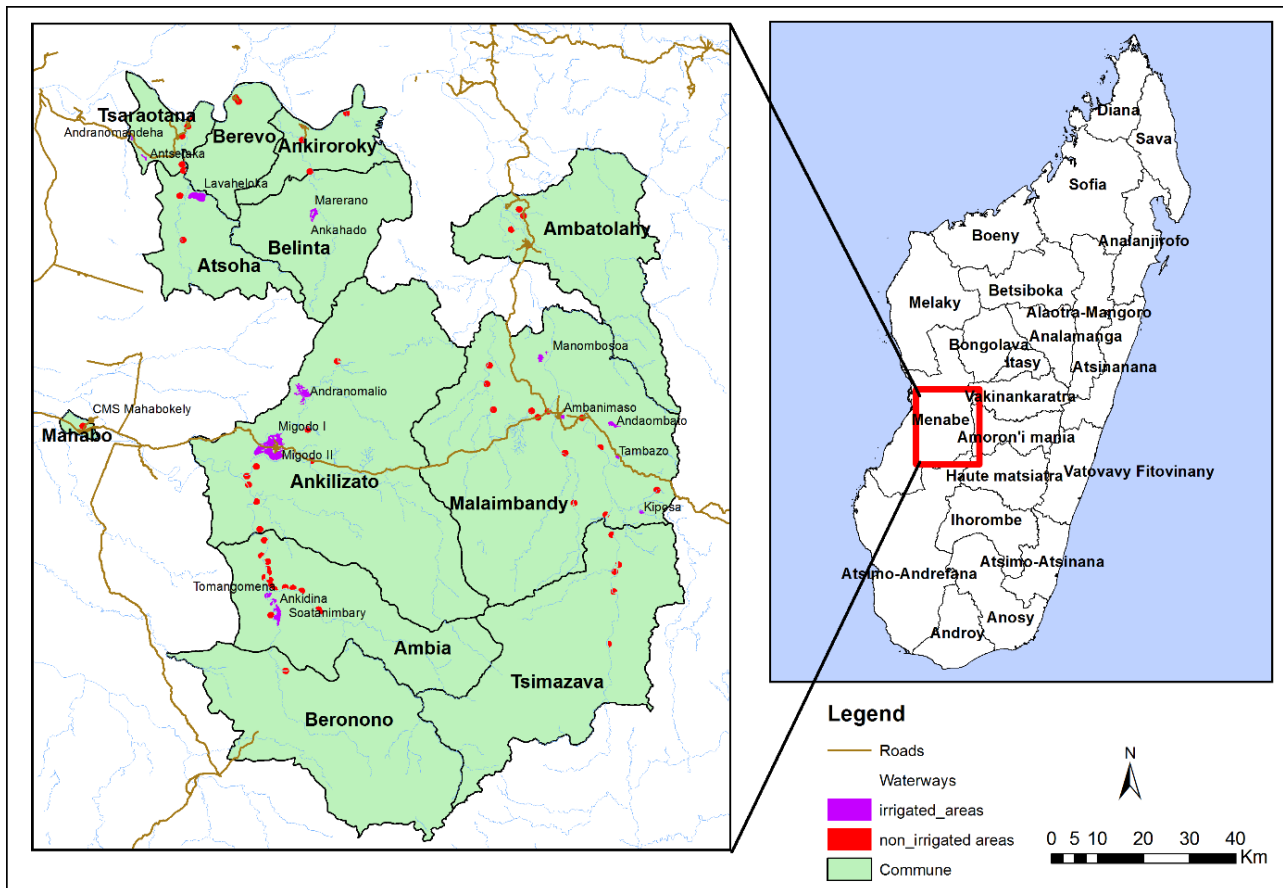 Tsaraotana
Andranomandeha
Berevo
Antsetaka
Ankiroroky
Lavaheloka
Marerano
Ankahado
Belinta
Atsoha
Ambatolahy
Manombosoa
Andranomalio
CMS Mahabokely
Mahabo
Migodo I
Migodo II
Ambanimaso
Andaombato
Tambazo
Ankilizato
Malaimbandy
Kipesa
Tomangomena
Ankidina
Soatanimbary
Ambia
Tsimazava
Beronono
Diana
Sava
Sofia
Boeny
Analanjirofo
Melaky
Betsiboka
Alaotra-Mangoro
Bongolava
Analamanga
Itasy
Atsinanana
Vakinankaratra
Menabe
Amoron'i mania
Haute matsiatra
Vatovavy Fitovinany
Ihorombe
Atsimo-Andrefana
Atsimo-Atsinana
Anosy
Androy
Legend
Roads
Waterways
irrigated_areas
non_irrigated areas
Commune
N
0 5 10 20 30 40
Km